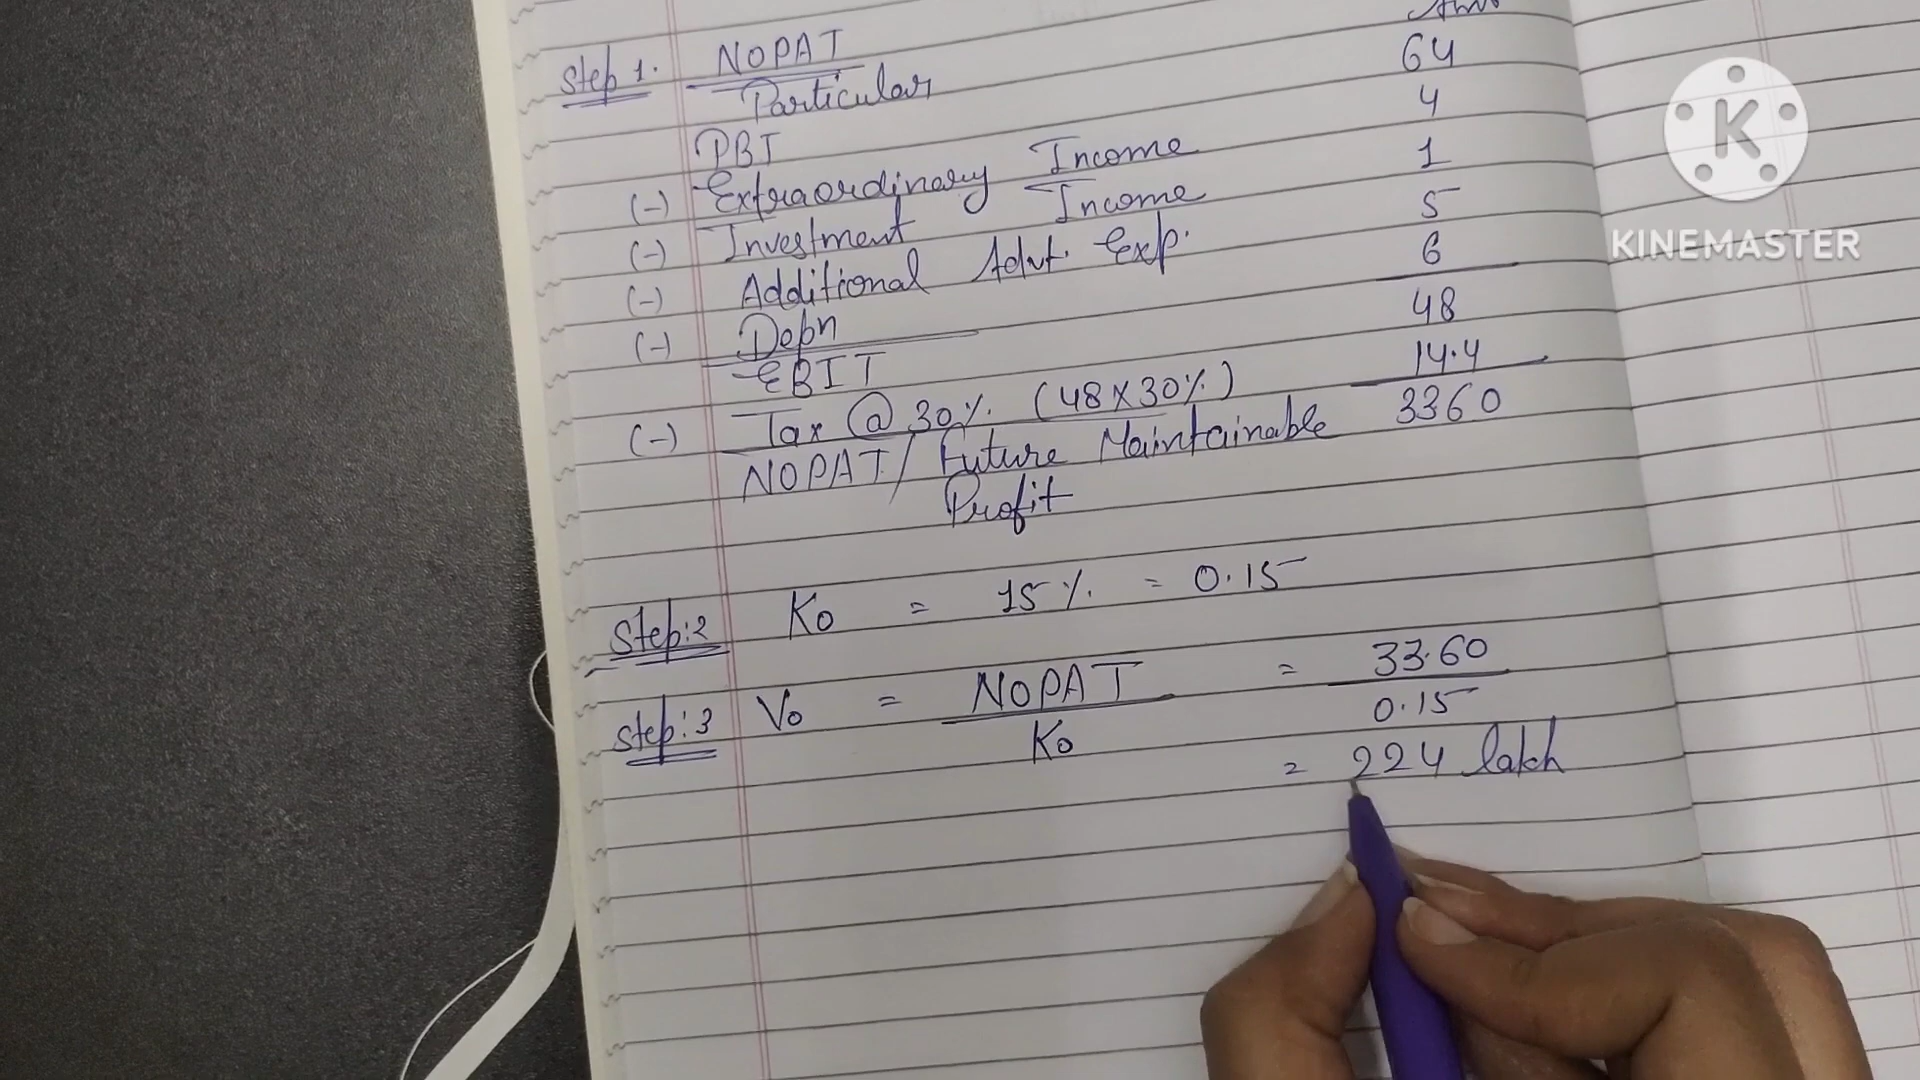 Step 1. NOPAT
Particular
PBT 64
(-) Extraordinary Income 4
(-) Investment Income 1
(-) Additional Advt. Exp. 5
(-) Depn 6
EBIT 48
(-) Tax @ 30% (48 X 30%) 14.4
NOPAT / Future Maintainable 3360
Profit
Step:2 Ko = 15% = 0.15
Step:3 Vo = NOPAT = 33.60
Ko 0.15
= 224 lakh
K
KINEMASTER